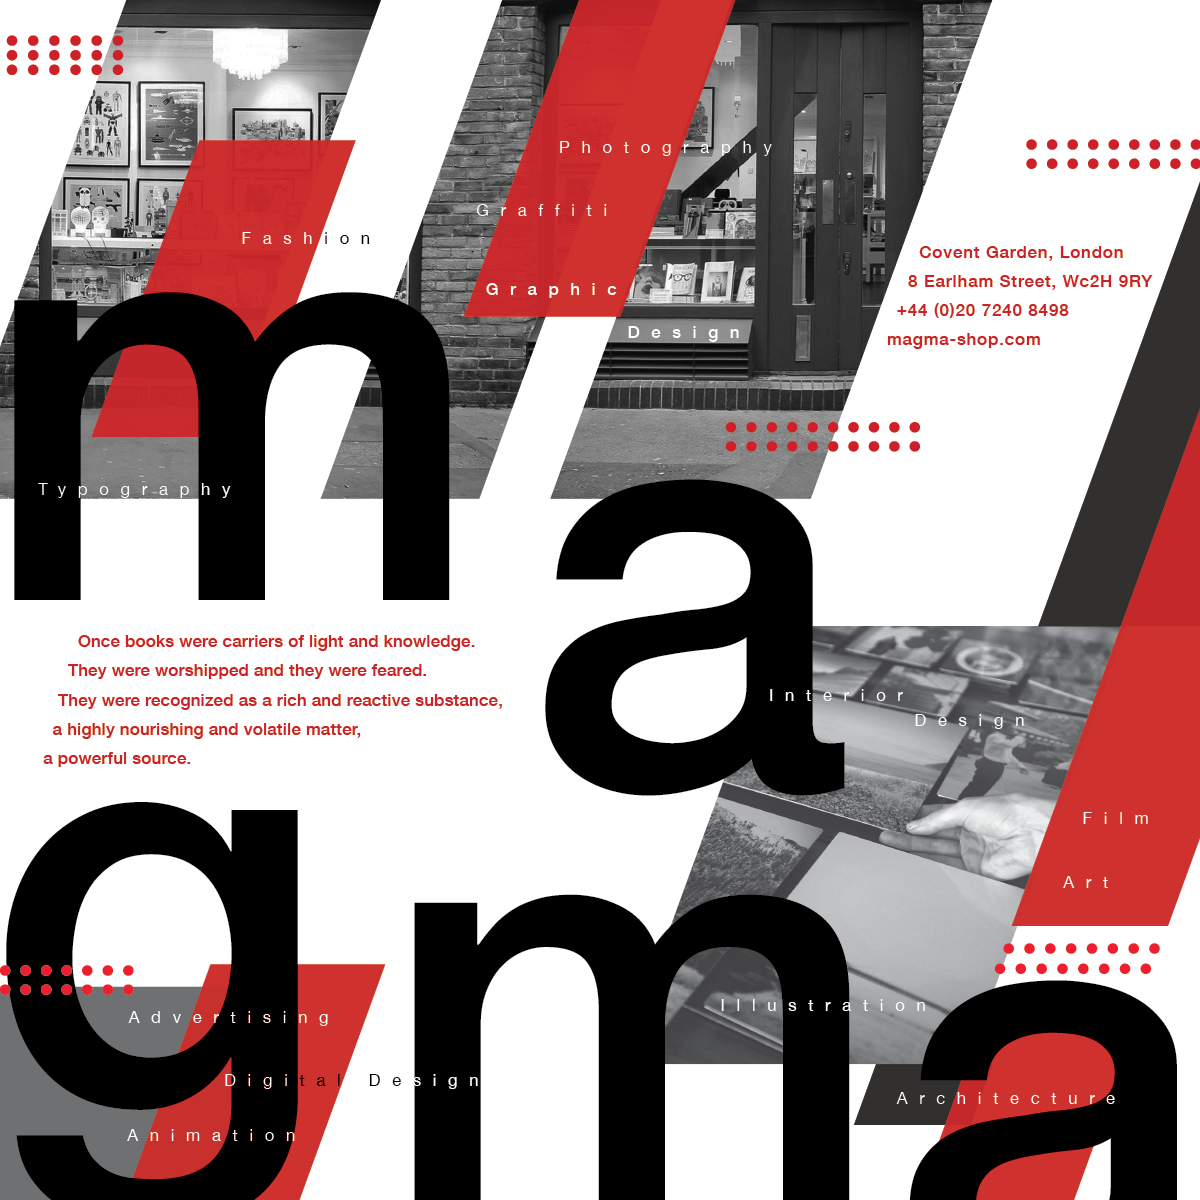 Photography
Graffiti
Fashion
Graphic
Design
Covent Garden, London
8 Earlham Street, Wc2H 9RY
+44 (0)20 7240 8498
magma-shop.com
Typography
ma
Once books were carriers of light and knowledge.
They were worshipped and they were feared.
They were recognized as a rich and reactive substance,
a highly nourishing and volatile matter,
a powerful source.
Interior
Design
Film
Art
gma
Illustration
Advertising
Digital Design
Architecture
Animation